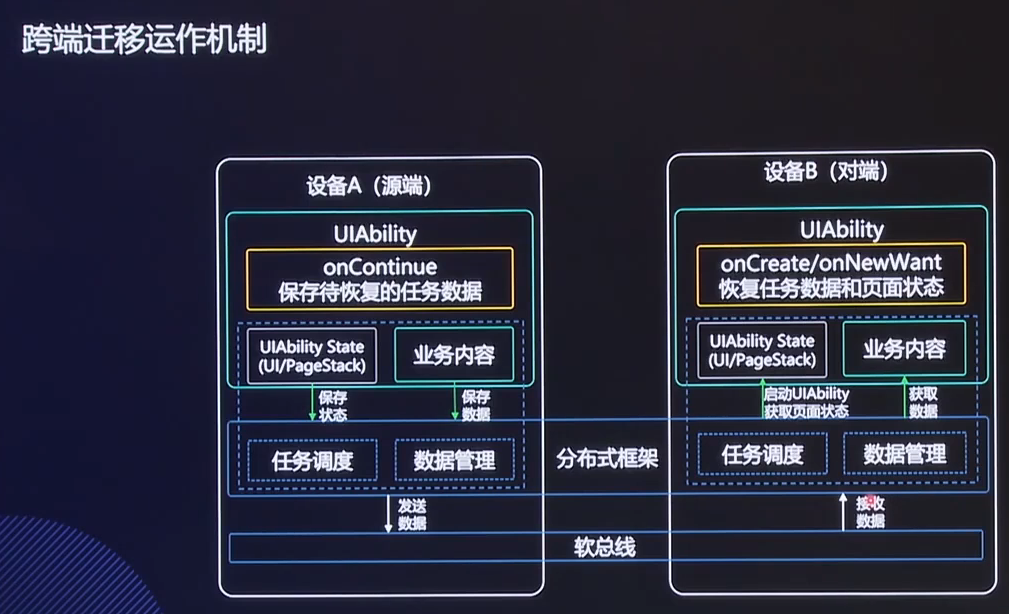 跨端迁移运作机制
设备A（源端）
UIAbility
onContinue
保存待恢复的任务数据
UIAbility State
(UI/PageStack)
业务内容
保存
状态
保存
数据
任务调度
数据管理
发送
数据
设备B（对端）
UIAbility
onCreate/onNewWant
恢复任务数据和页面状态
UIAbility State
(UI/PageStack)
业务内容
启动UIAbility
获取页面状态
获取
数据
任务调度
数据管理
接收
数据
分布式框架
软总线